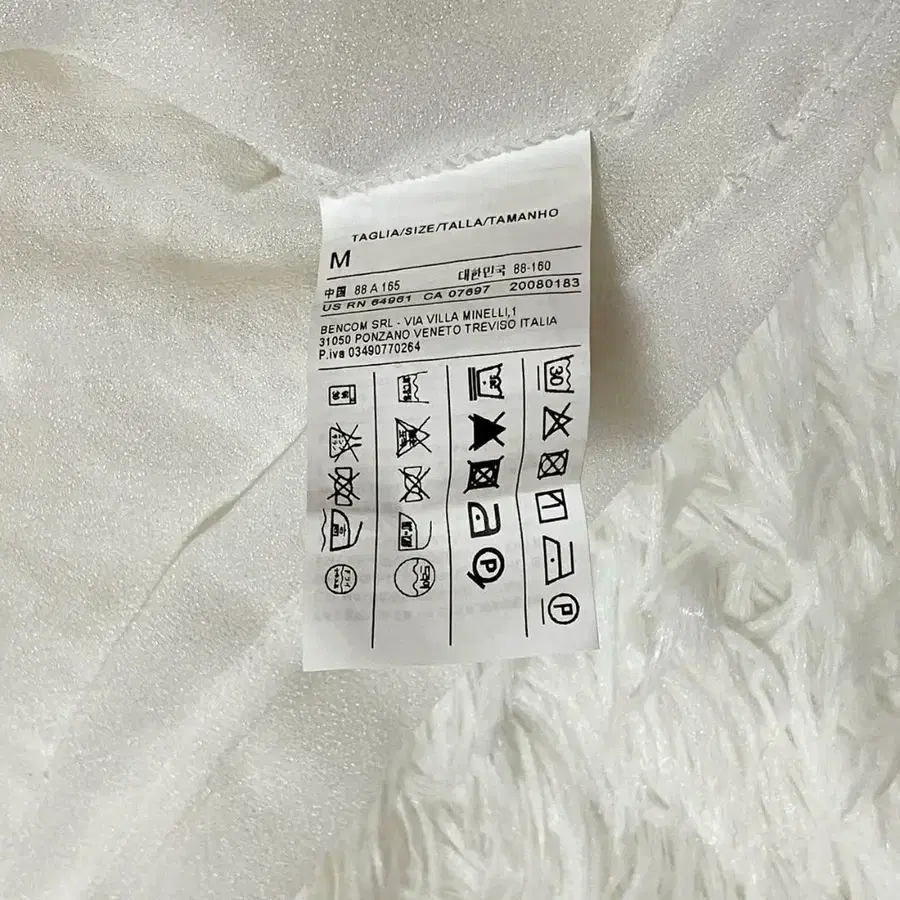 TAGLIA/SIZE/TALLA/TAMANHO
M
中国 88 A 165 대한민국 88-160
US RN 64961 CA 07697 20080183
BENCOM SRL - VIA VILLA MINELLI,1
31050 PONZANO VENETO TREVISO ITALIA
P.iva 03490770264
30
P
P